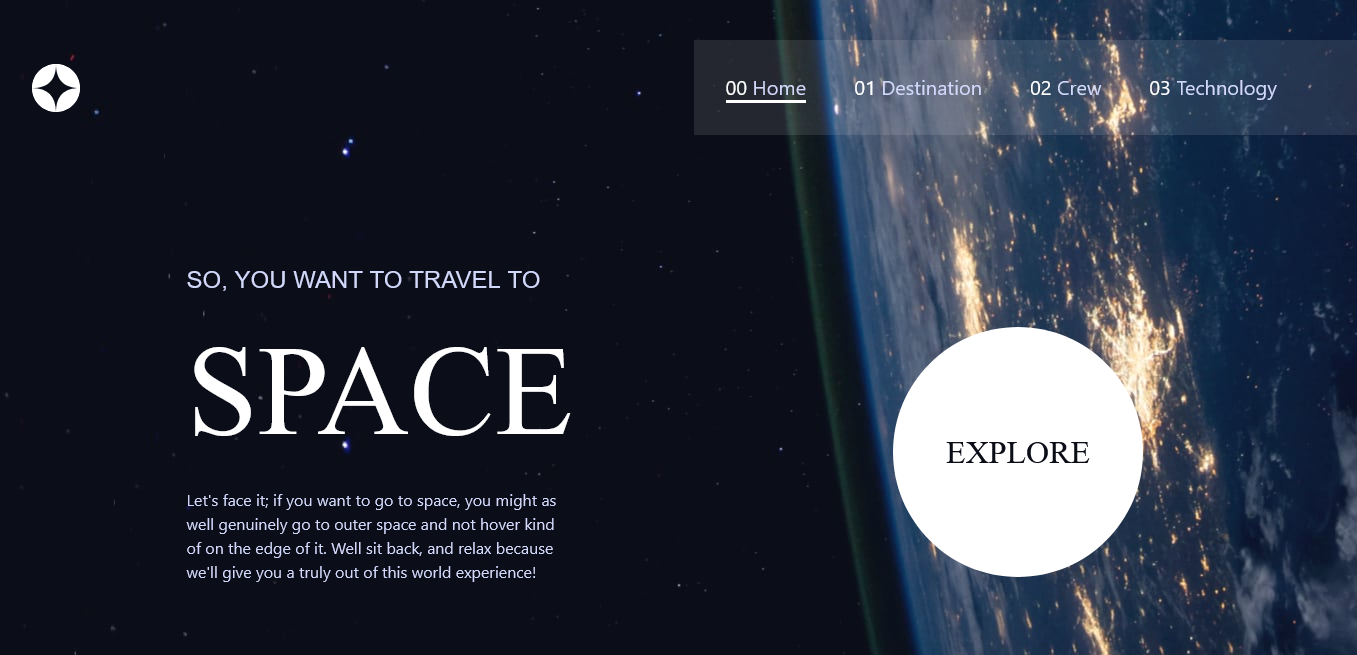 00 Home 01 Destination 02 Crew 03 Technology
SO, YOU WANT TO TRAVEL TO
SPACE
Let's face it; if you want to go to space, you might as
well genuinely go to outer space and not hover kind
of on the edge of it. Well sit back, and relax because
we'll give you a truly out of this world experience!
EXPLORE